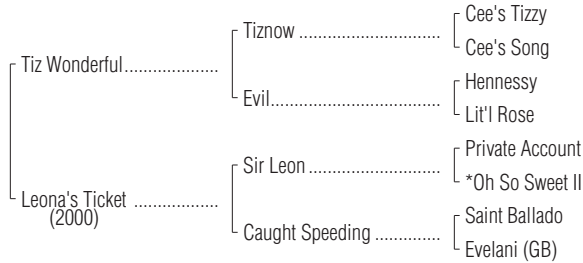 Cee's Tizzy
Tiznow
Cee's Song
Tiz Wonderful
Hennessy
Evil
Lit'l Rose
Private Account
Sir Leon
*Oh So Sweet II
Leona's Ticket
(2000)
Saint Ballado
Caught Speeding
Evelani (GB)